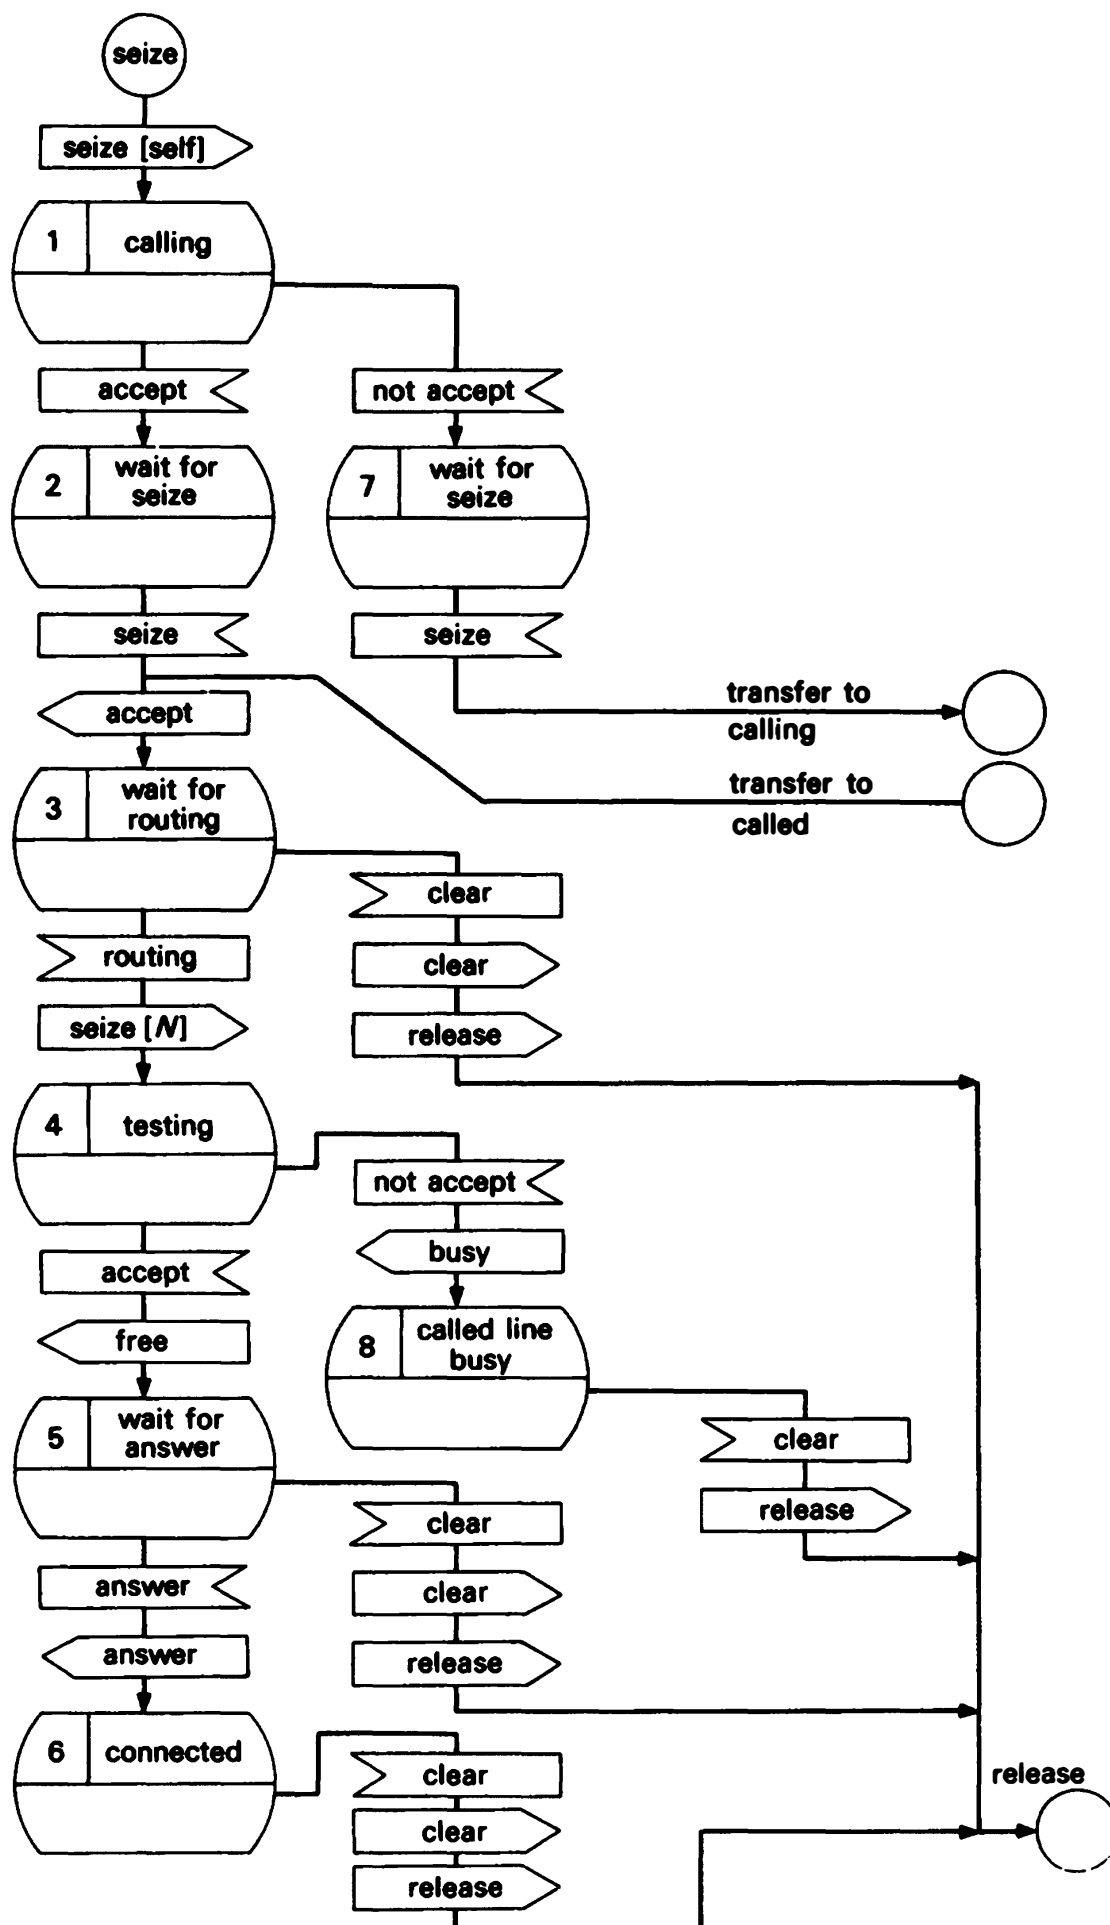 seize
seize [self]
1 calling
accept
not accept
2 wait for
seize
7 wait for
seize
seize
seize
transfer to
calling
accept
transfer to
called
3 wait for
routing
clear
routing
clear
seize [N]
release
4 testing
not accept
accept
busy
free
8 called line
busy
5 wait for
answer
clear
clear
release
answer
clear
answer
release
6 connected
clear
release
clear
release